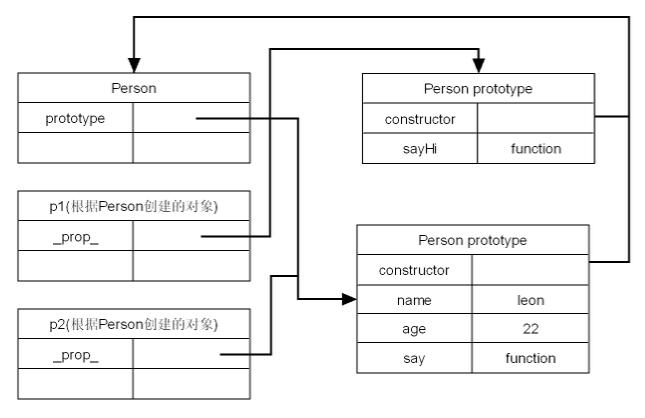 Person
prototype
p1(根据Person创建的对象)
_prop_
p2(根据Person创建的对象)
_prop_
Person prototype
constructor
sayHi function
Person prototype
constructor
name leon
age 22
say function